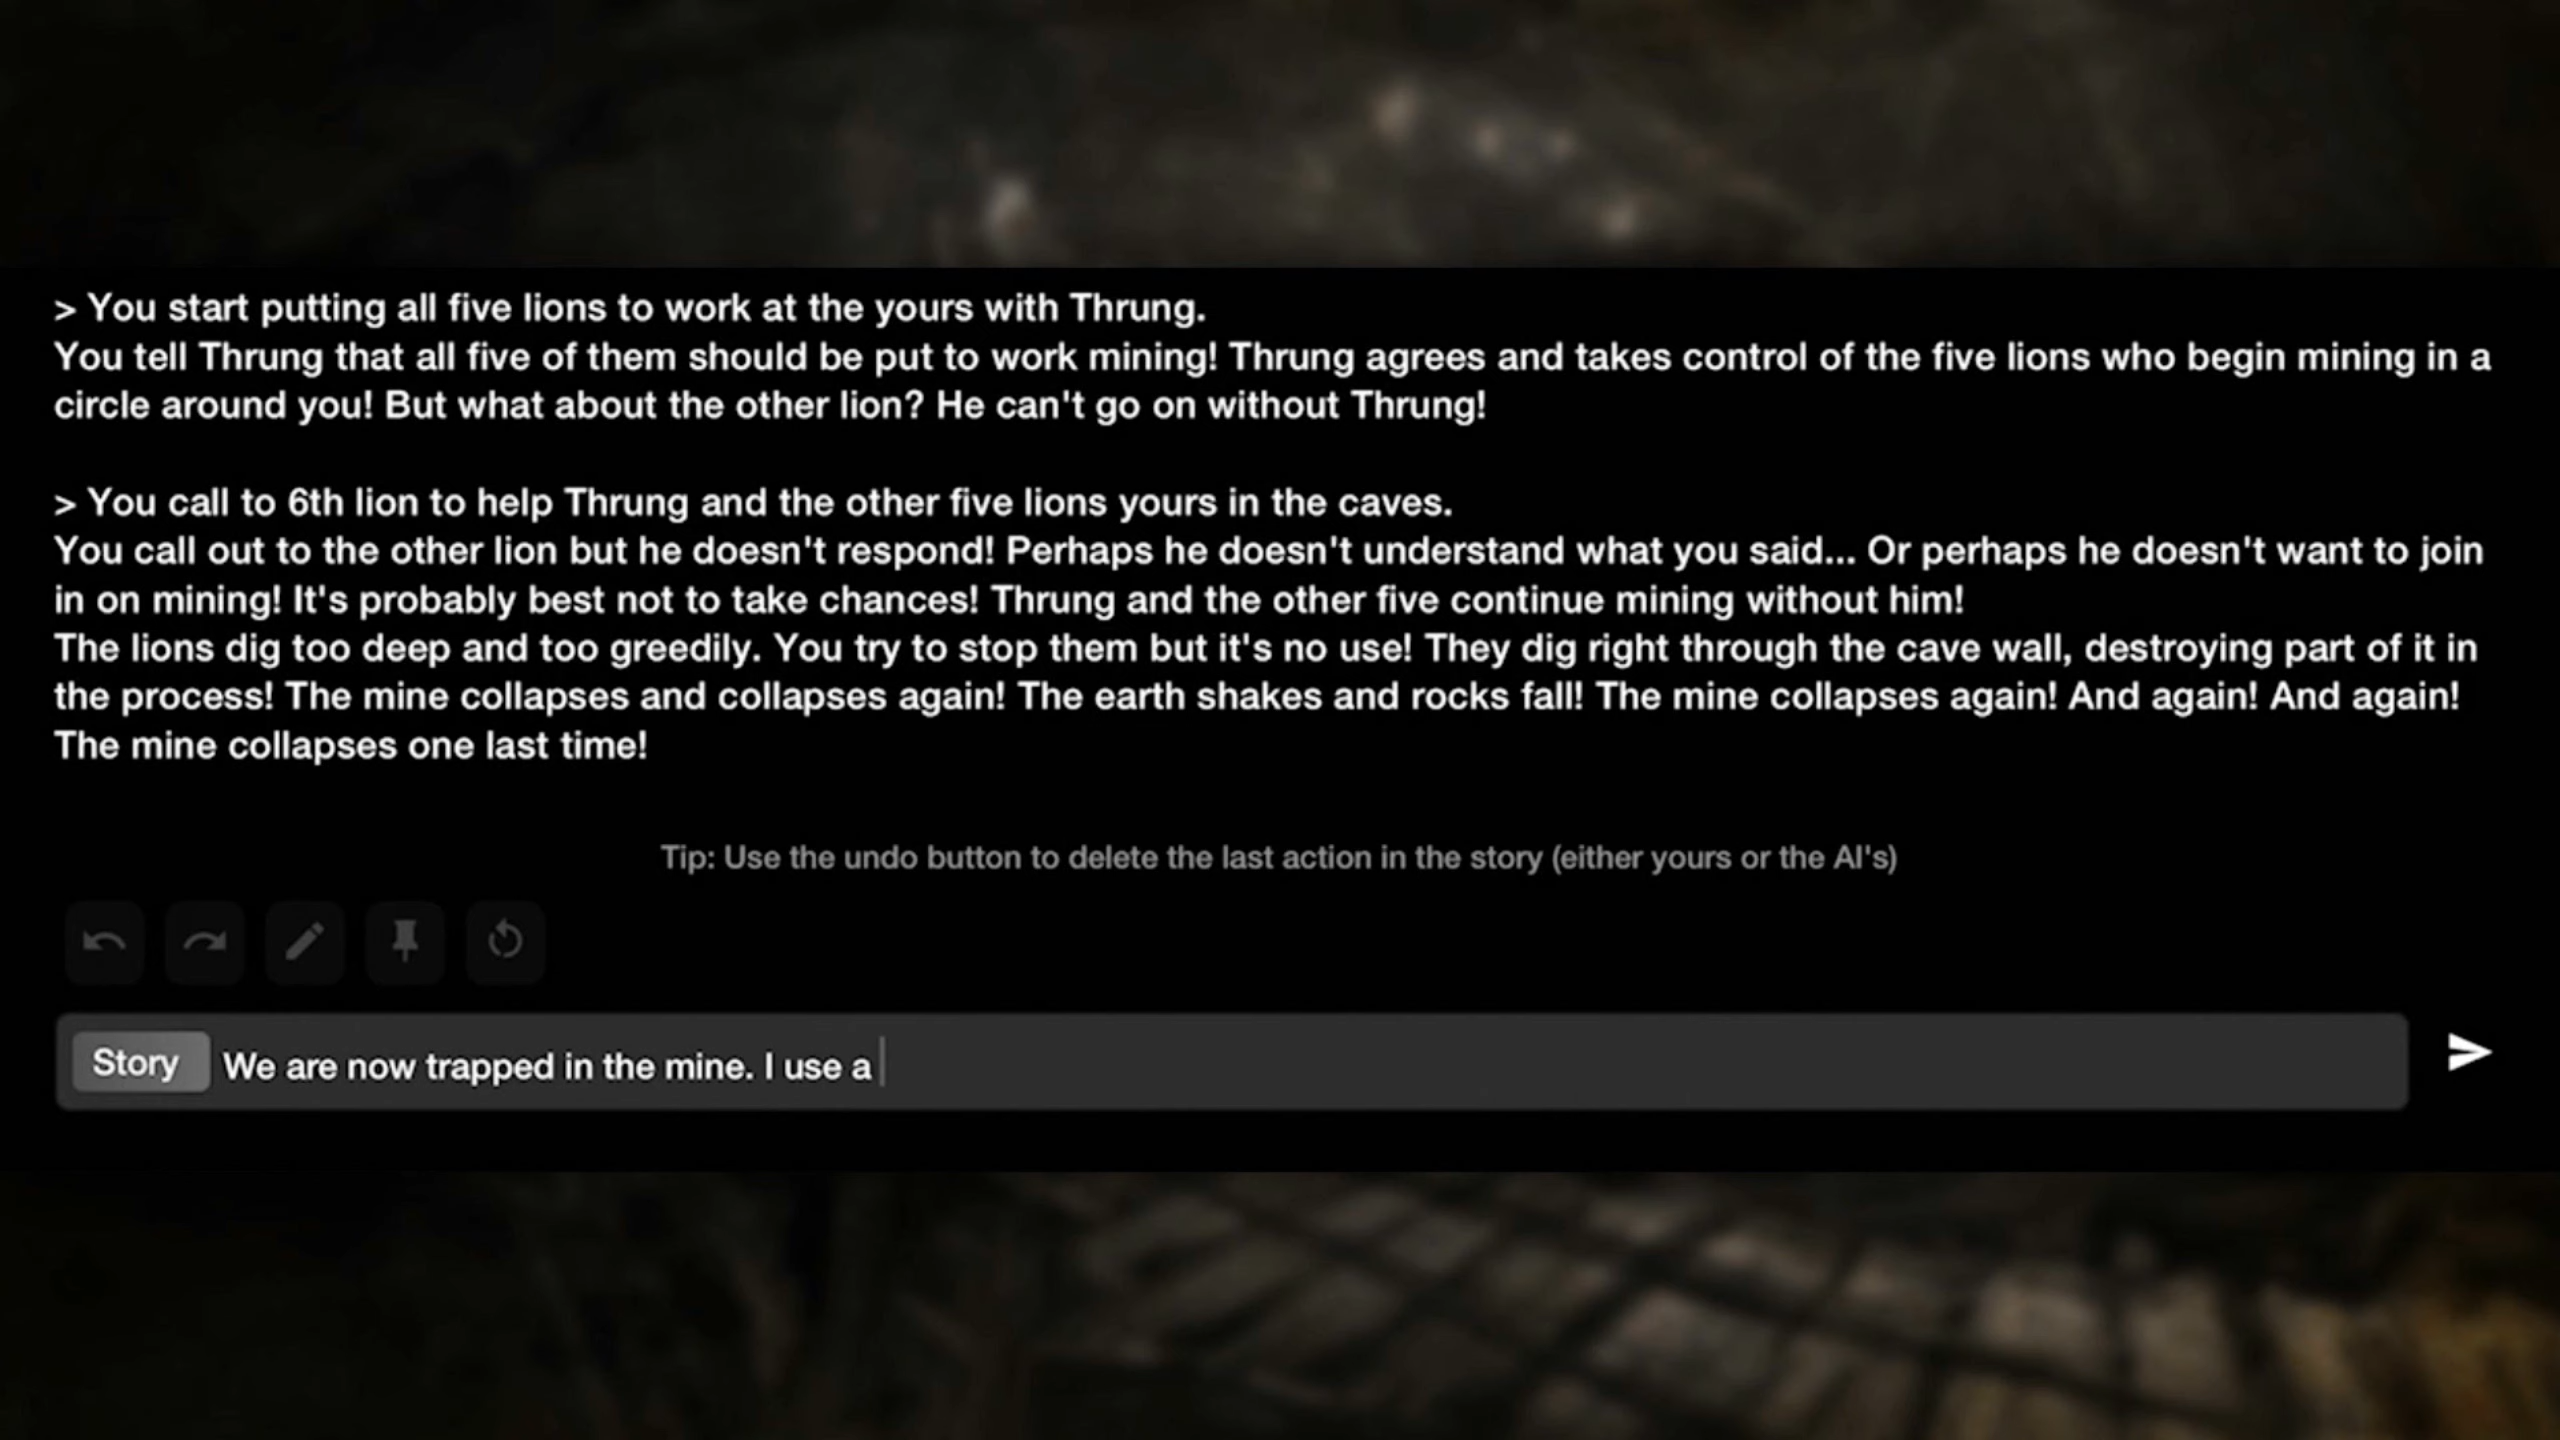 > You start putting all five lions to work at the yours with Thrung.
You tell Thrung that all five of them should be put to work mining! Thrung agrees and takes control of the five lions who begin mining in a
circle around you! But what about the other lion? He can't go on without Thrung!
> You call to 6th lion to help Thrung and the other five lions yours in the caves.
You call out to the other lion but he doesn't respond! Perhaps he doesn't understand what you said... Or perhaps he doesn't want to join
in on mining! It's probably best not to take chances! Thrung and the other five continue mining without him!
The lions dig too deep and too greedily. You try to stop them but it's no use! They dig right through the cave wall, destroying part of it in
the process! The mine collapses and collapses again! The earth shakes and rocks fall! The mine collapses again! And again! And again!
The mine collapses one last time!
Tip: Use the undo button to delete the last action in the story (either yours or the AI's)
Story We are now trapped in the mine. I use a